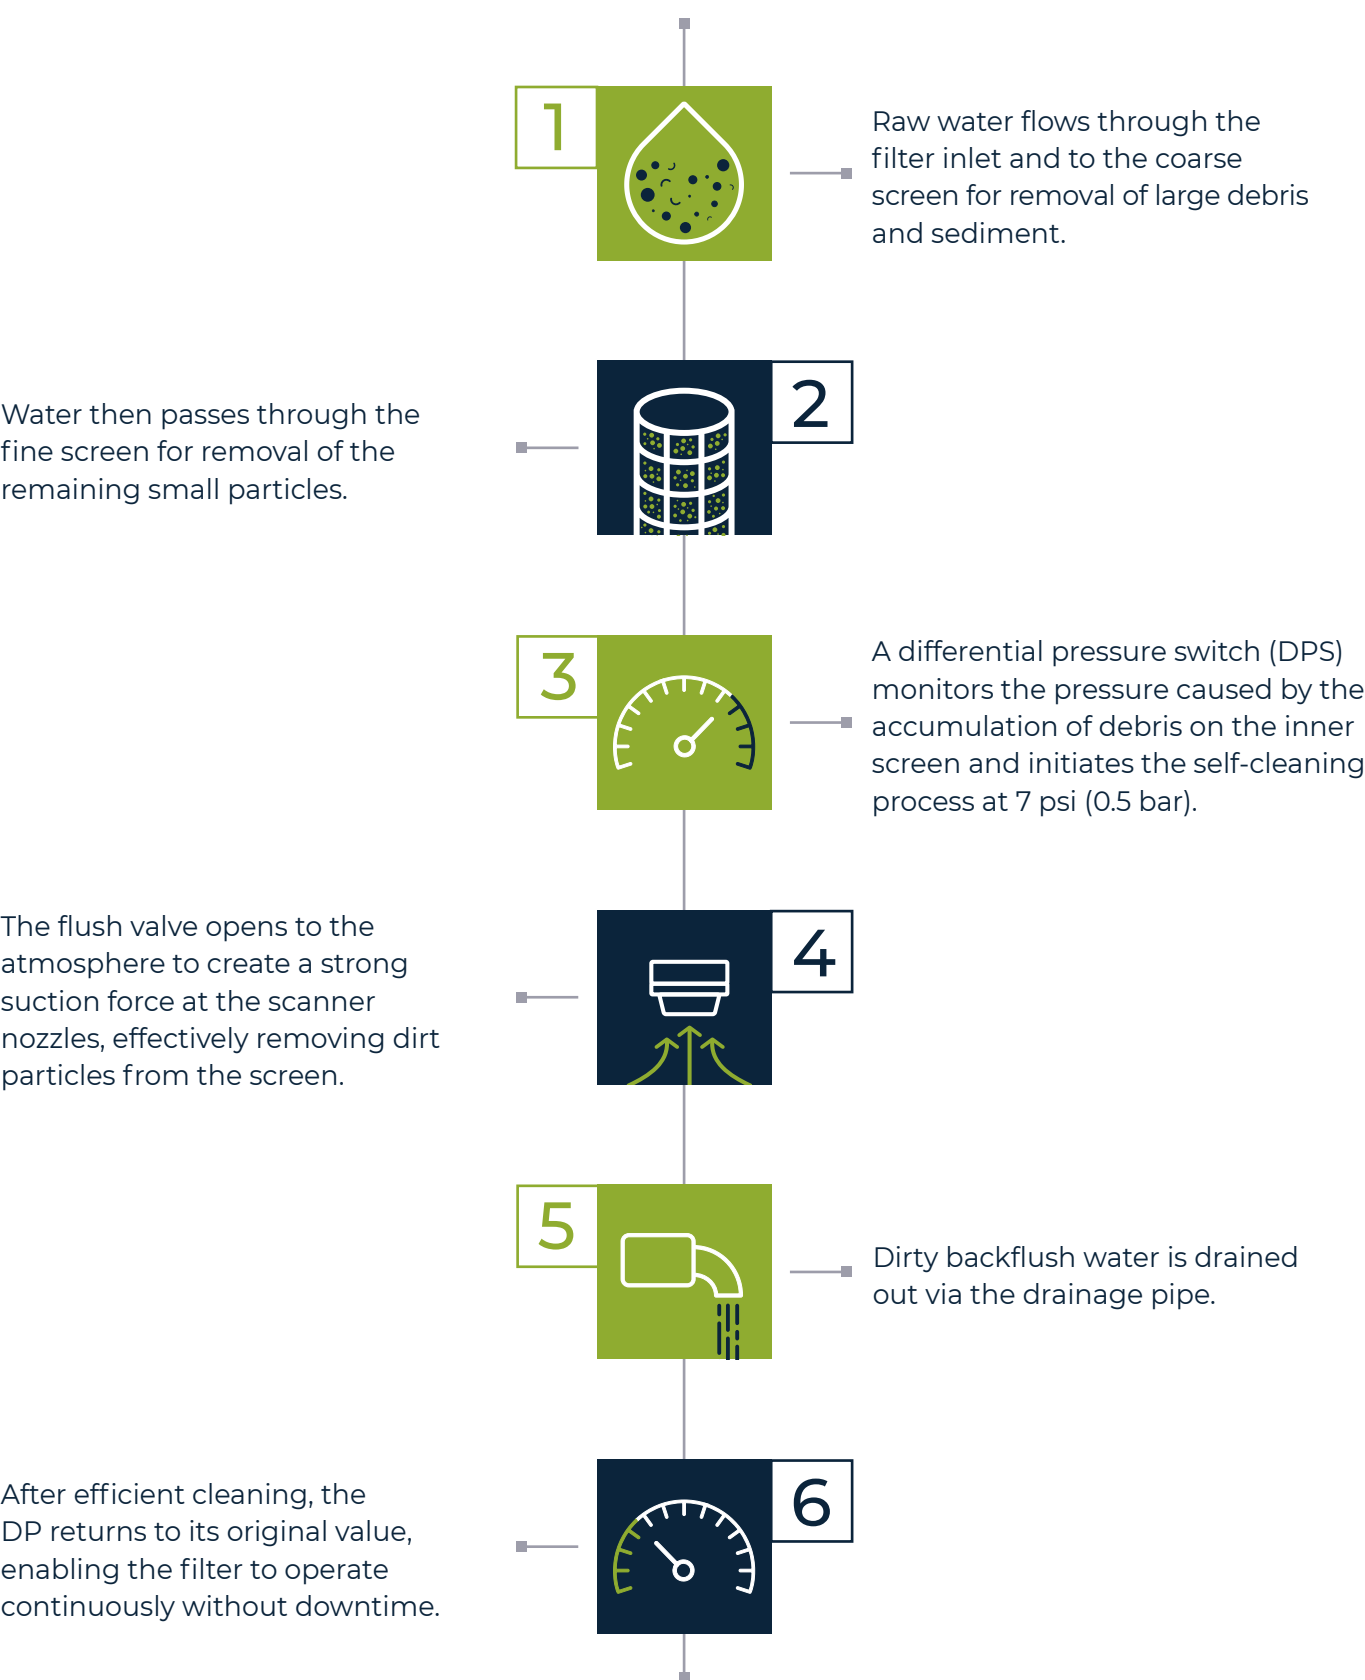 1
Raw water flows through the
filter inlet and to the coarse
screen for removal of large debris
and sediment.
2
Water then passes through the
fine screen for removal of the
remaining small particles.
3
A differential pressure switch (DPS)
monitors the pressure caused by the
accumulation of debris on the inner
screen and initiates the self-cleaning
process at 7 psi (0.5 bar).
4
The flush valve opens to the
atmosphere to create a strong
suction force at the scanner
nozzles, effectively removing dirt
particles from the screen.
5
Dirty backflush water is drained
out via the drainage pipe.
6
After efficient cleaning, the
DP returns to its original value,
enabling the filter to operate
continuously without downtime.